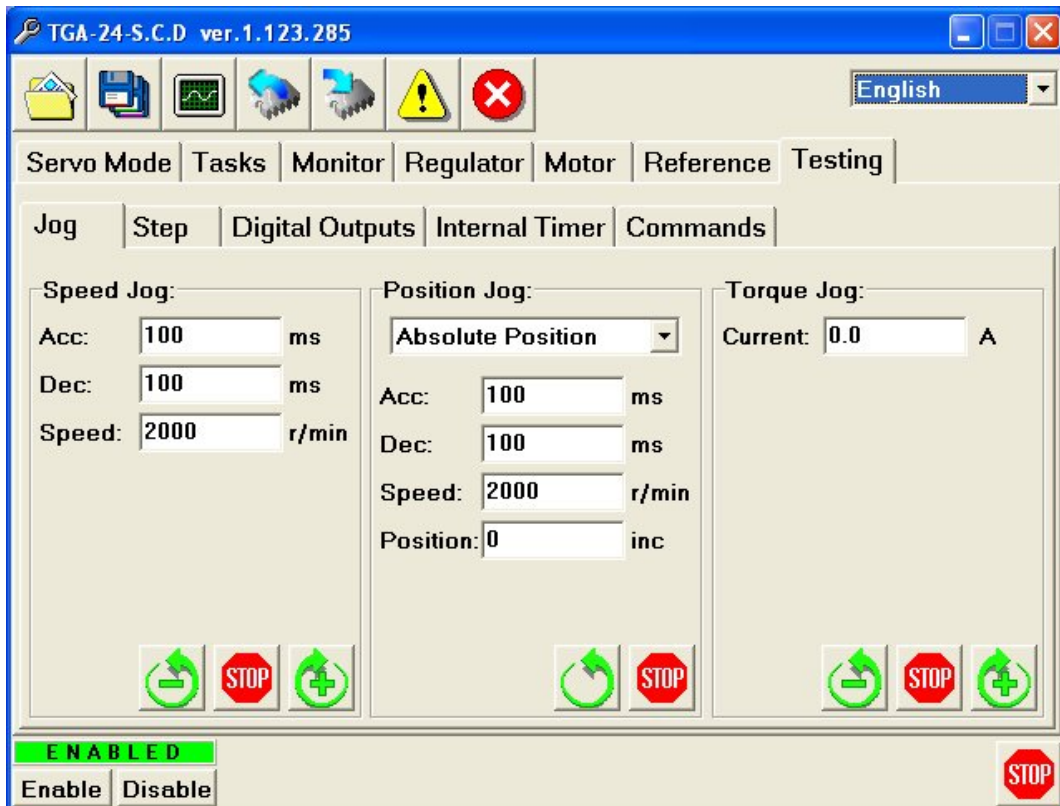 TGA-24-S.C.D ver.1.123.285
English
Servo Mode Tasks Monitor Regulator Motor Reference Testing
Jog Step Digital Outputs Internal Timer Commands
Speed Jog:
Acc: 100 ms
Dec: 100 ms
Speed: 2000 r/min
Position Jog:
Absolute Position
Acc: 100 ms
Dec: 100 ms
Speed: 2000 r/min
Position: 0 inc
Torque Jog:
Current: 0.0 A
STOP
STOP
STOP
ENABLED
Enable Disable
STOP